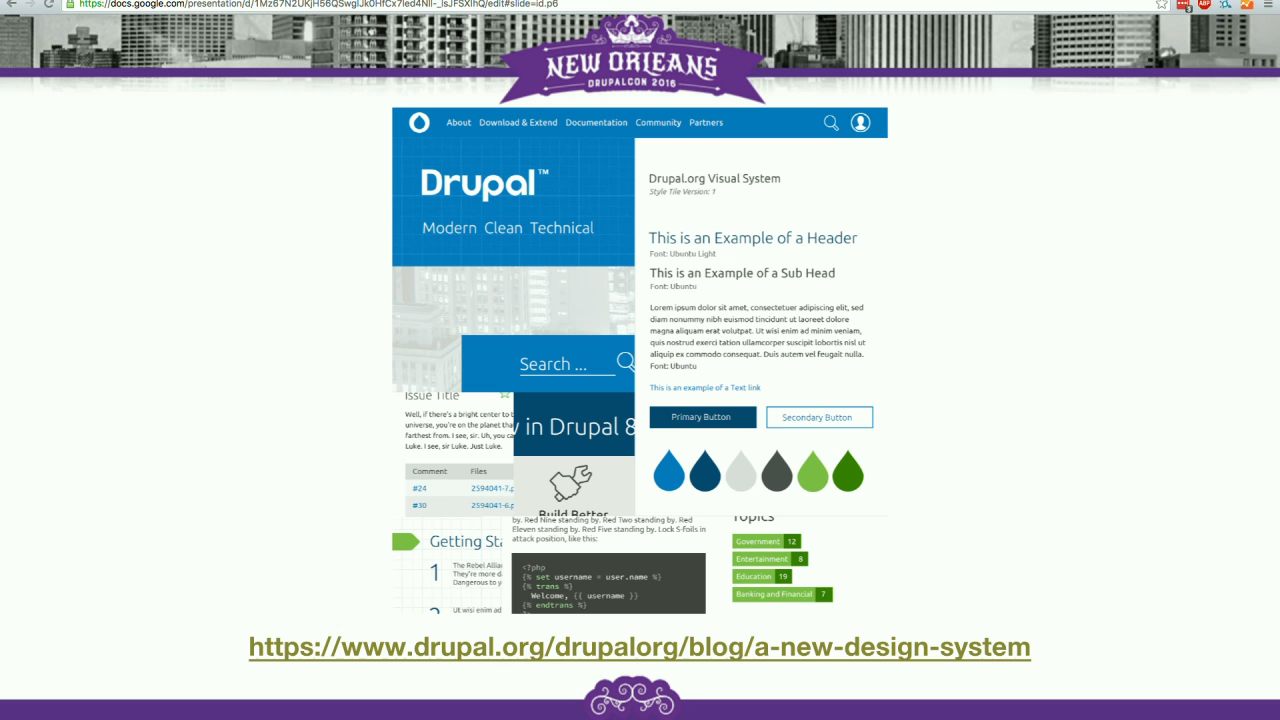 https://docs.google.com/presentation/d/1Mz67N2UKjH56QSwglJk0HfCx7led4Nll-_lsJFSXlhQ/edit#slide=id.p6
NEW ORLEANS
DRUPALCON 2016
About Download & Extend Documentation Community Partners
Drupal™
Modern Clean Technical
Drupal.org Visual System
Style Tile Version: 1
This is an Example of a Header
Font: Ubuntu Light
This is an Example of a Sub Head
Font: Ubuntu
Lorem ipsum dolor sit amet, consectetuer adipiscing elit, sed
diam nonummy nibh euismod tincidunt ut laoreet dolore
magna aliquam erat volutpat. Ut wisi enim ad minim veniam,
quis nostrud exerci tation ullamcorper suscipit lobortis nisl ut
aliquip ex commodo consequat. Duis autem vel feugait nulla.
Font: Ubuntu
This is an example of a Text link
Primary Button Secondary Button
Search ...
Issue Title
Well, if there's a bright center to t
universe, you're on the planet tha
farthest from. I see, sir. Uh, you ca
Luke. I see, sir Luke. Just Luke.
Comment Files
#24 2594041-7.p
#30 2594041-6.p
in Drupal 8
Build Better
Getting Sta
1 The Rebel Allia
They're more d
Dangerous to y
2 Ut wisi enim ad
by. Red Nine standing by. Red Two standing by. Red
Eleven standing by. Red Five standing by. Lock S-foils in
attack position, like this:
<?php
{% set username = user.name %}
{% trans %}
Welcome, {{ username }}
{% endtrans %}
Topics
Government 12
Entertainment 8
Education 19
Banking and Financial 7
https://www.drupal.org/drupalorg/blog/a-new-design-system